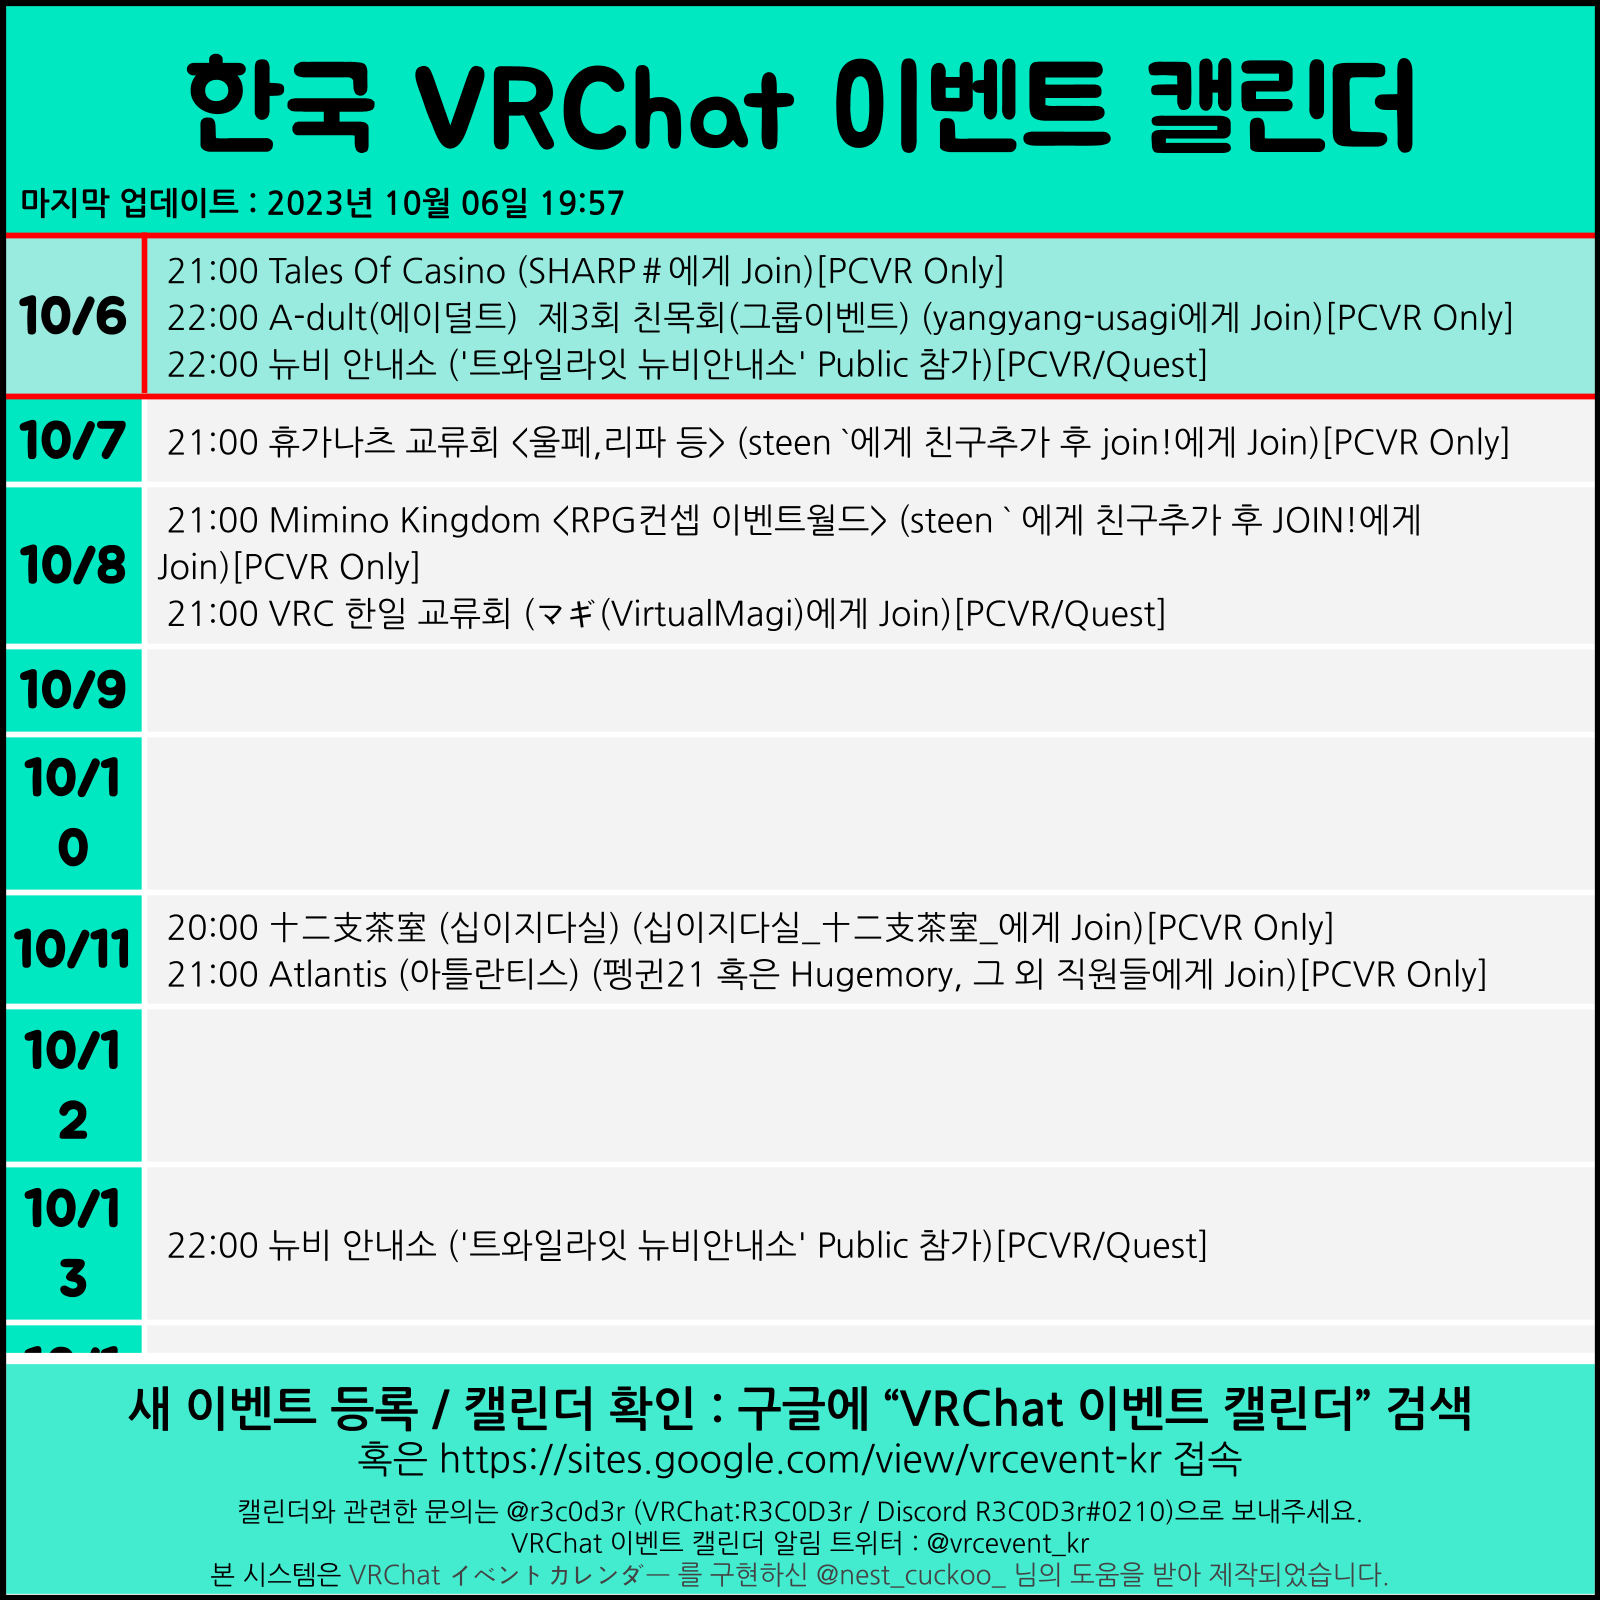 한국 VRChat 이벤트 캘린더
마지막 업데이트 : 2023년 10월 06일 19:57
10/6
21:00 Tales Of Casino (SHARP＃에게 Join)[PCVR Only]
22:00 A-dult(에이덜트)  제3회 친목회(그룹이벤트) (yangyang-usagi에게 Join)[PCVR Only]
22:00 뉴비 안내소 ('트와일라잇 뉴비안내소' Public 참가)[PCVR/Quest]
10/7
21:00 휴가나츠 교류회 <울페,리파 등> (steen `에게 친구추가 후 join!에게 Join)[PCVR Only]
10/8
21:00 Mimino Kingdom <RPG컨셉 이벤트월드> (steen ` 에게 친구추가 후 JOIN!에게
Join)[PCVR Only]
21:00 VRC 한일 교류회 (マギ(VirtualMagi)에게 Join)[PCVR/Quest]
10/9
10/1
0
10/11
20:00 十二支茶室 (십이지다실) (십이지다실_十二支茶室_에게 Join)[PCVR Only]
21:00 Atlantis (아틀란티스) (펭귄21 혹은 Hugemory, 그 외 직원들에게 Join)[PCVR Only]
10/1
2
10/1
3
22:00 뉴비 안내소 ('트와일라잇 뉴비안내소' Public 참가)[PCVR/Quest]
새 이벤트 등록 / 캘린더 확인 : 구글에 “VRChat 이벤트 캘린더” 검색
혹은 https://sites.google.com/view/vrcevent-kr 접속
캘린더와 관련한 문의는 @r3c0d3r (VRChat:R3C0D3r / Discord R3C0D3r#0210)으로 보내주세요.
VRChat 이벤트 캘린더 알림 트위터 : @vrcevent_kr
본 시스템은 VRChat イベントカレンダー 를 구현하신 @nest_cuckoo_ 님의 도움을 받아 제작되었습니다.